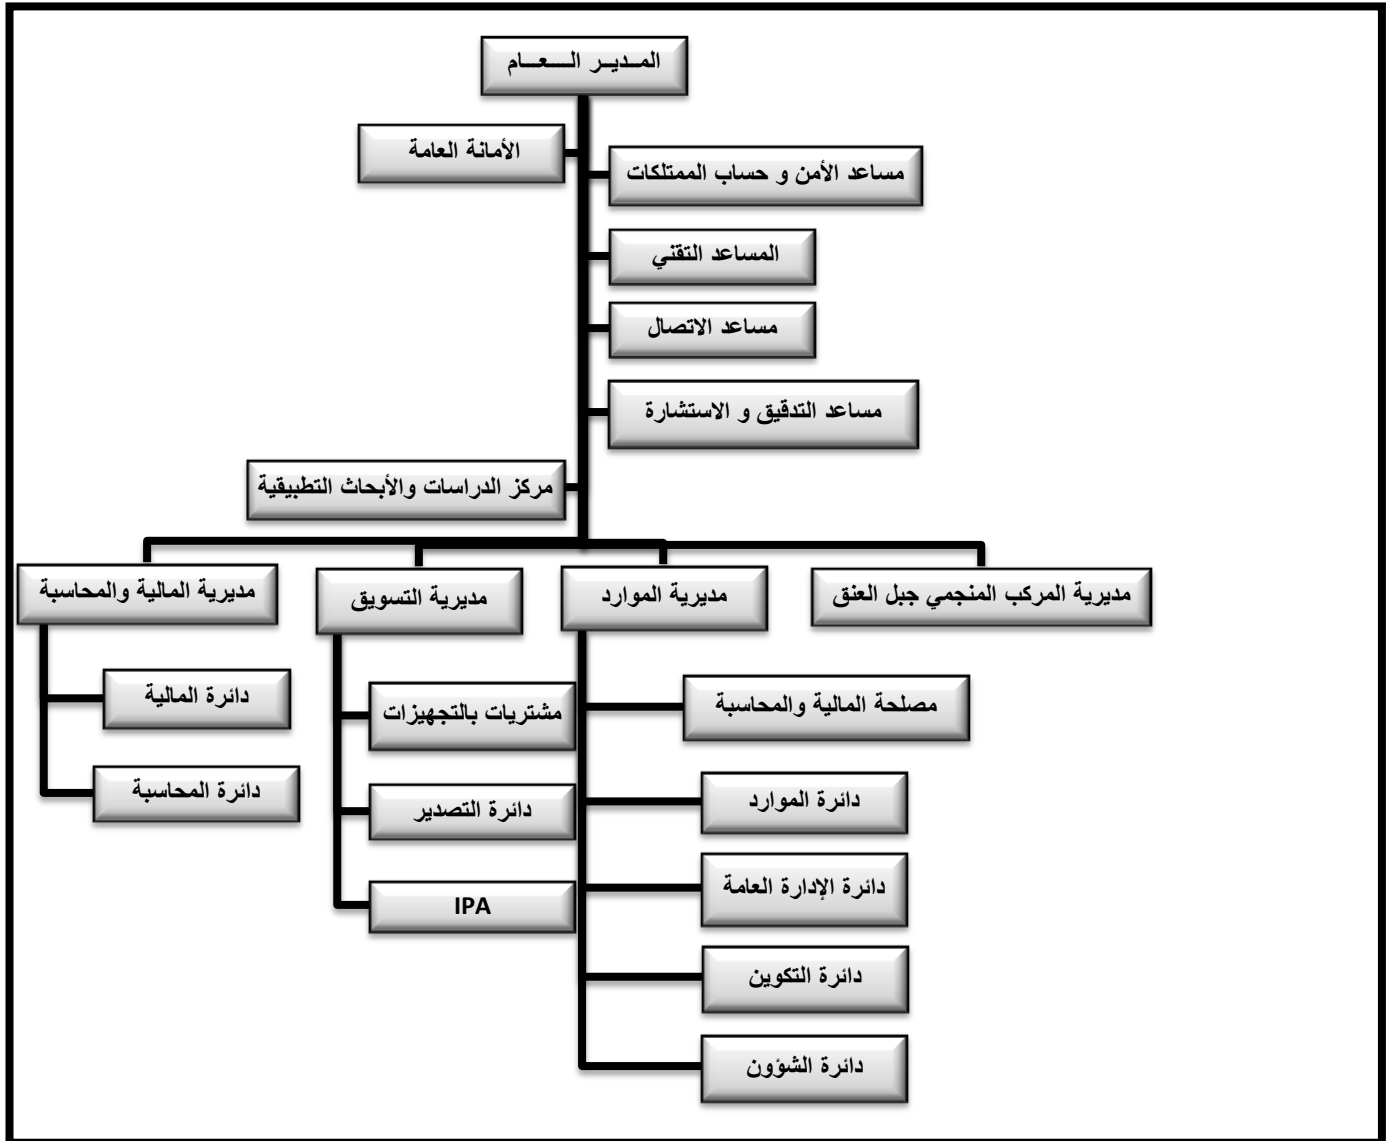 المـديـر الـــعـــام
الأمانة العامة
مساعد الأمن و حساب الممتلكات
المساعد التقني
مساعد الاتصال
مساعد التدقيق و الاستشارة
مركز الدراسات والأبحاث التطبيقية
مديرية المركب المنجمي جبل العنق
مديرية الموارد
مديرية التسويق
مديرية المالية والمحاسبة
مصلحة المالية والمحاسبة
دائرة الموارد
دائرة الإدارة العامة
دائرة التكوين
دائرة الشؤون
مشتريات بالتجهيزات
دائرة التصدير
IPA
دائرة المالية
دائرة المحاسبة